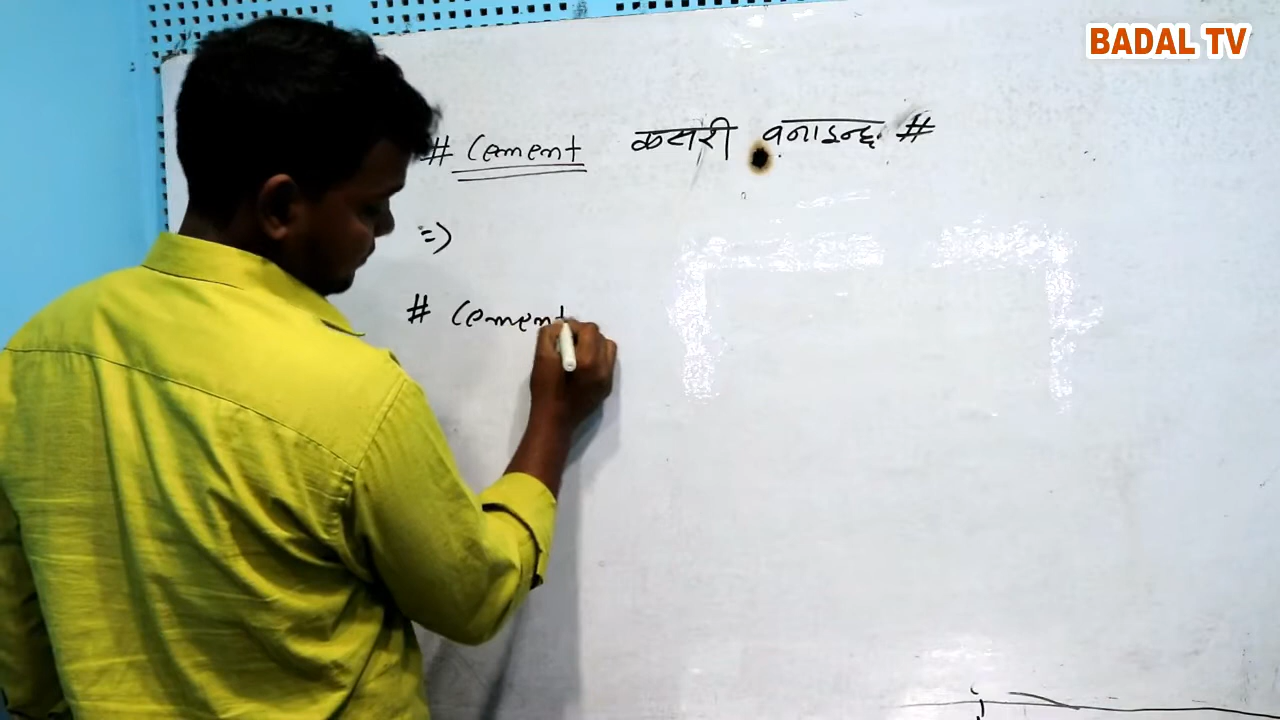 BADAL TV
# Cement कसरी बनाइन्छ #
=>
# Cement